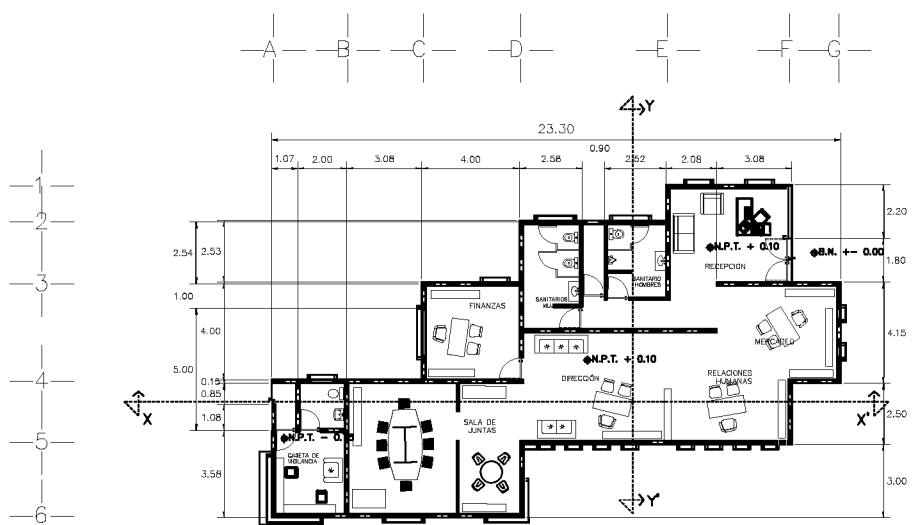 A B C D E F G
Y
23.30
0.90
1.07 2.00 3.08 4.00 2.58 2.52 2.08 3.08
1
2
3
4
5
6
2.54 2.53
1.00
4.00
5.00
0.15
0.85
1.08
3.58
2.20
1.80
4.15
2.50
3.00
N.P.T. + 0.10
B.N. +- 0.00
RECEPCION
SANITARIO
HOMBRES
SANITARIOS
FINANZAS
MERCADEO
N.P.T. + 0.10
DIRECCIÓN
RELACIONES
HUMANAS
X
X'
SALA DE
JUNTAS
N.P.T. - 0.
CASETA DE
VIGILANCIA
Y'